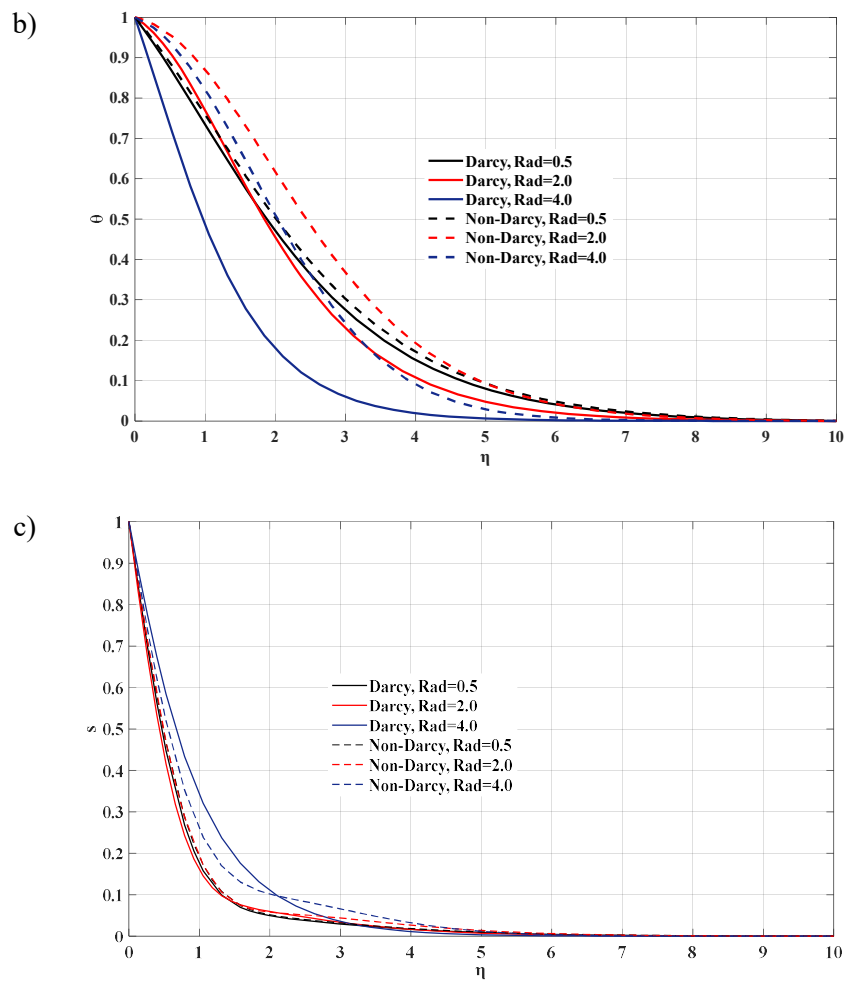 b)
1
0.9
0.8
0.7
0.6
0.5
0.4
0.3
0.2
0.1
0
θ
Darcy, Rad=0.5
Darcy, Rad=2.0
Darcy, Rad=4.0
Non-Darcy, Rad=0.5
Non-Darcy, Rad=2.0
Non-Darcy, Rad=4.0
0 1 2 3 4 5 6 7 8 9 10
η
c)
1
0.9
0.8
0.7
0.6
0.5
0.4
0.3
0.2
0.1
0
s
Darcy, Rad=0.5
Darcy, Rad=2.0
Darcy, Rad=4.0
Non-Darcy, Rad=0.5
Non-Darcy, Rad=2.0
Non-Darcy, Rad=4.0
0 1 2 3 4 5 6 7 8 9 10
η